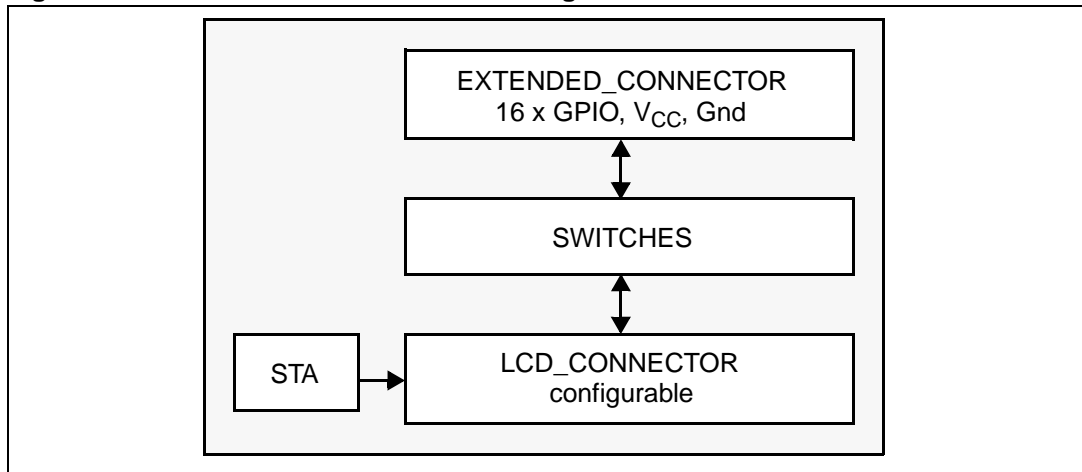 EXTENDED_CONNECTOR
16 x GPIO, VCC, Gnd
SWITCHES
STA
LCD_CONNECTOR
configurable